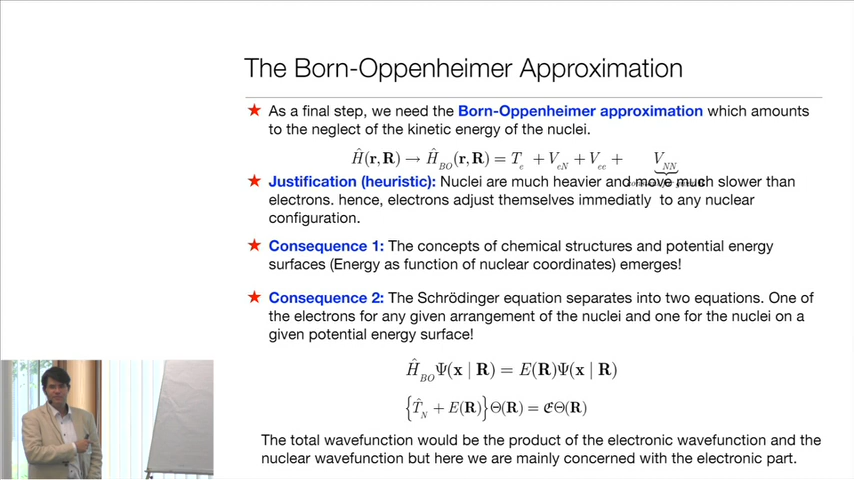 The Born-Oppenheimer Approximation
★ As a final step, we need the Born-Oppenheimer approximation which amounts
to the neglect of the kinetic energy of the nuclei.
Ĥ(r,R) → Ĥ_BO(r,R) = T_e + V_eN + V_ee + V_NN
★ Justification (heuristic): Nuclei are much heavier and move much slower than
electrons. hence, electrons adjust themselves immediatly to any nuclear
configuration.
★ Consequence 1: The concepts of chemical structures and potential energy
surfaces (Energy as function of nuclear coordinates) emerges!
★ Consequence 2: The Schrödinger equation separates into two equations. One of
the electrons for any given arrangement of the nuclei and one for the nuclei on a
given potential energy surface!
Ĥ_BO Ψ(x | R) = E(R)Ψ(x | R)
{T̂_N + E(R)}Θ(R) = ℰΘ(R)
The total wavefunction would be the product of the electronic wavefunction and the
nuclear wavefunction but here we are mainly concerned with the electronic part.